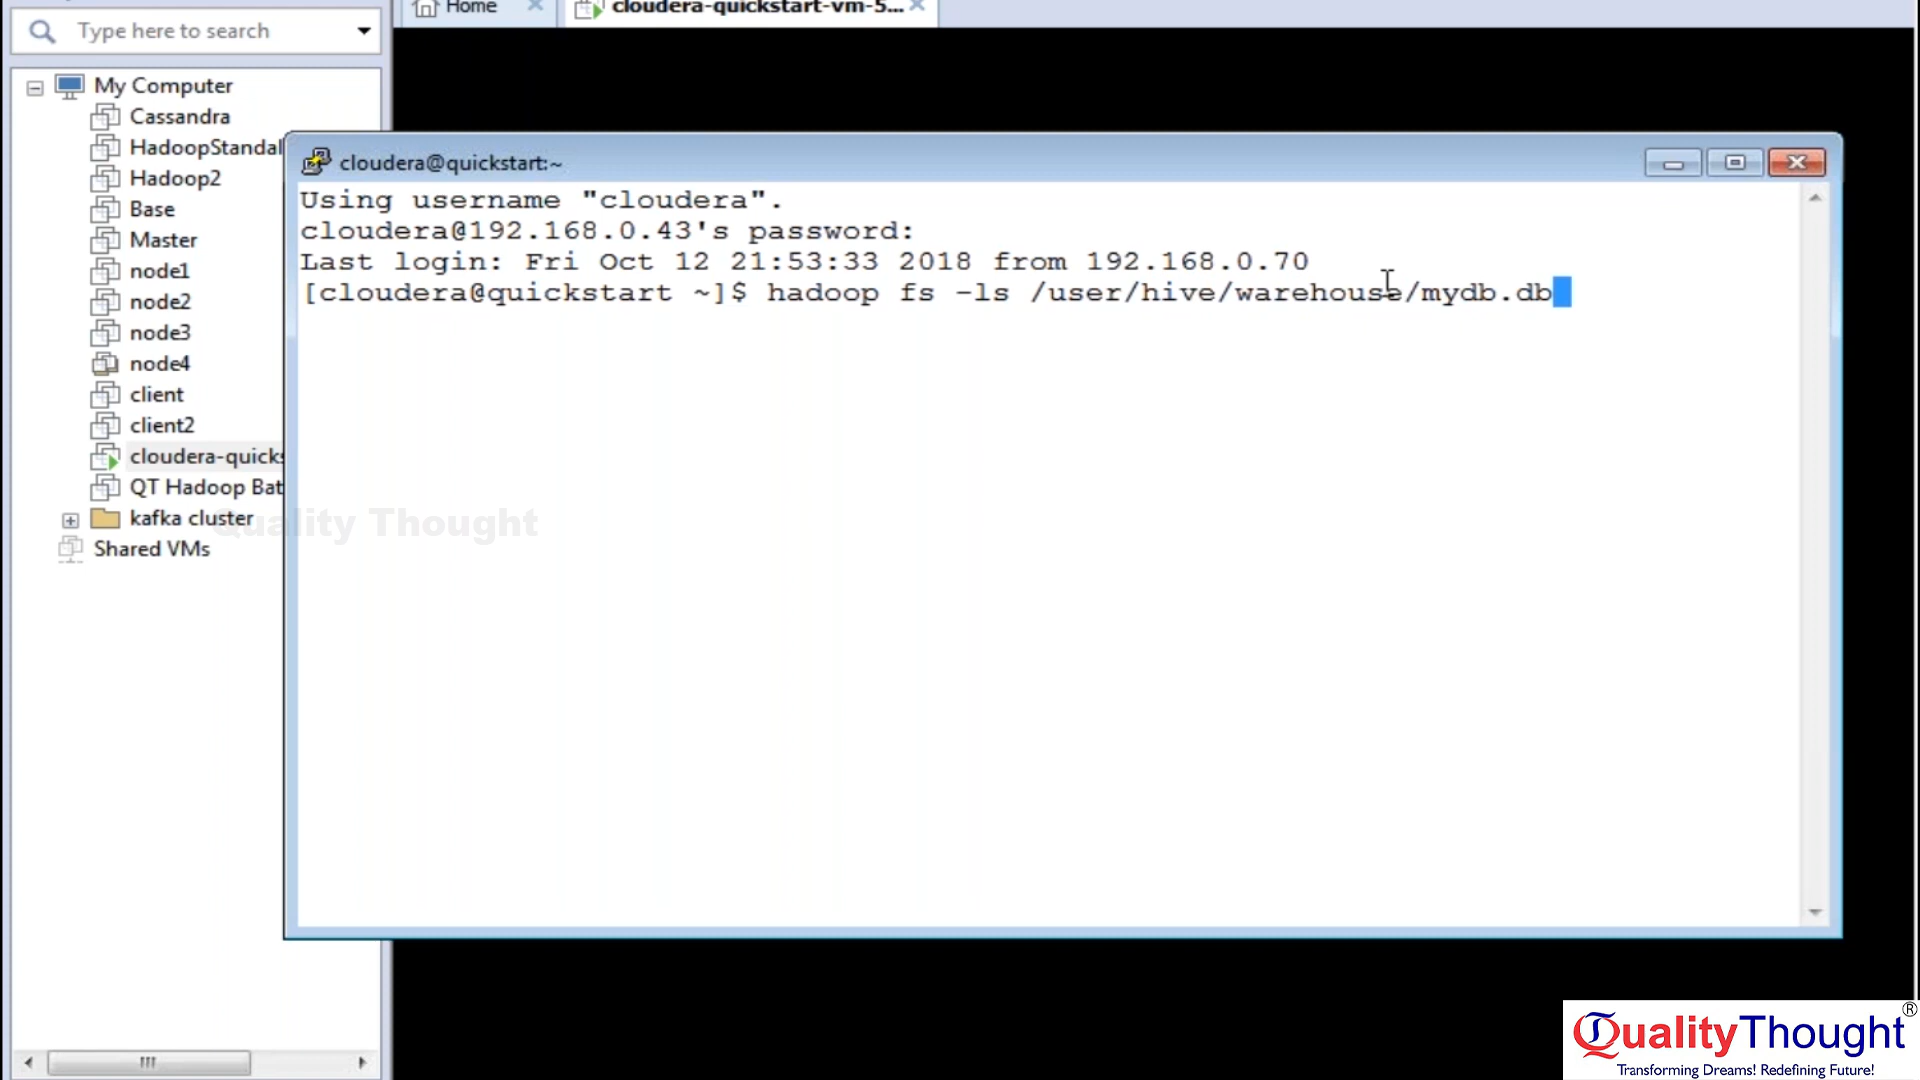 Home
cloudera-quickstart-vm-5...
Type here to search
My Computer
Cassandra
HadoopStandal
Hadoop2
Base
Master
node1
node2
node3
node4
client
client2
cloudera-quicks
QT Hadoop Bat
kafka cluster
Shared VMs
cloudera@quickstart:~
Using username "cloudera".
cloudera@192.168.0.43's password:
Last login: Fri Oct 12 21:53:33 2018 from 192.168.0.70
[cloudera@quickstart ~]$ hadoop fs -ls /user/hive/warehouse/mydb.db
Quality Thought
QualityThought®
Transforming Dreams! Redefining Future!